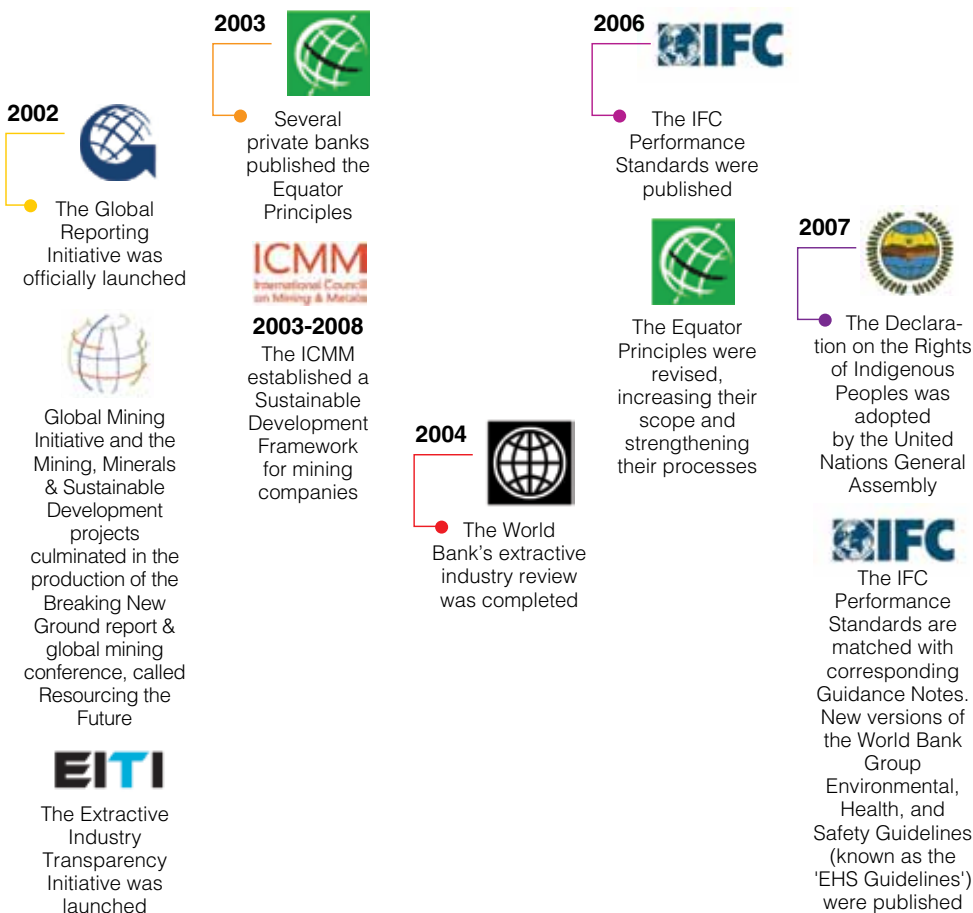 2002
The Global
Reporting
Initiative was
officially launched
Global Mining
Initiative and the
Mining, Minerals
& Sustainable
Development
projects
culminated in the
production of the
Breaking New
Ground report &
global mining
conference, called
Resourcing the
Future
EITI
The Extractive
Industry
Transparency
Initiative was
launched
2003
Several
private banks
published the
Equator
Principles
ICMM
International Council
on Mining & Metals
2003-2008
The ICMM
established a
Sustainable
Development
Framework
for mining
companies
2004
The World
Bank's extractive
industry review
was completed
2006
IFC
The IFC
Performance
Standards were
published
The Equator
Principles were
revised,
increasing their
scope and
strengthening
their processes
2007
The Declara-
tion on the Rights
of Indigenous
Peoples was
adopted
by the United
Nations General
Assembly
IFC
The IFC
Performance
Standards are
matched with
corresponding
Guidance Notes.
New versions of
the World Bank
Group
Environmental,
Health, and
Safety Guidelines
(known as the
'EHS Guidelines')
were published